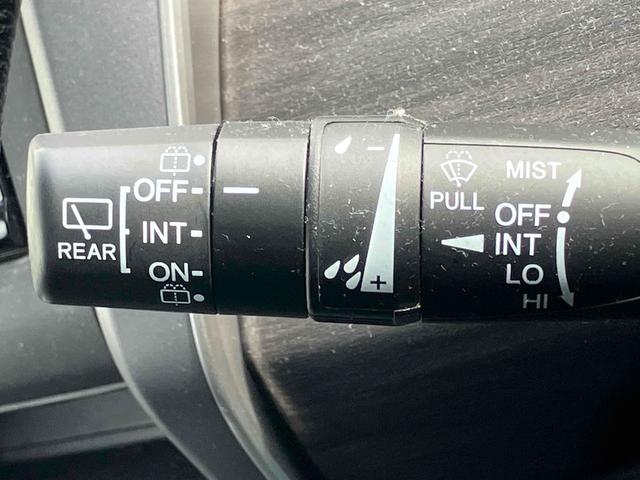 REAR
OFF
INT
ON
−
+
PULL
MIST
OFF
INT
LO
HI